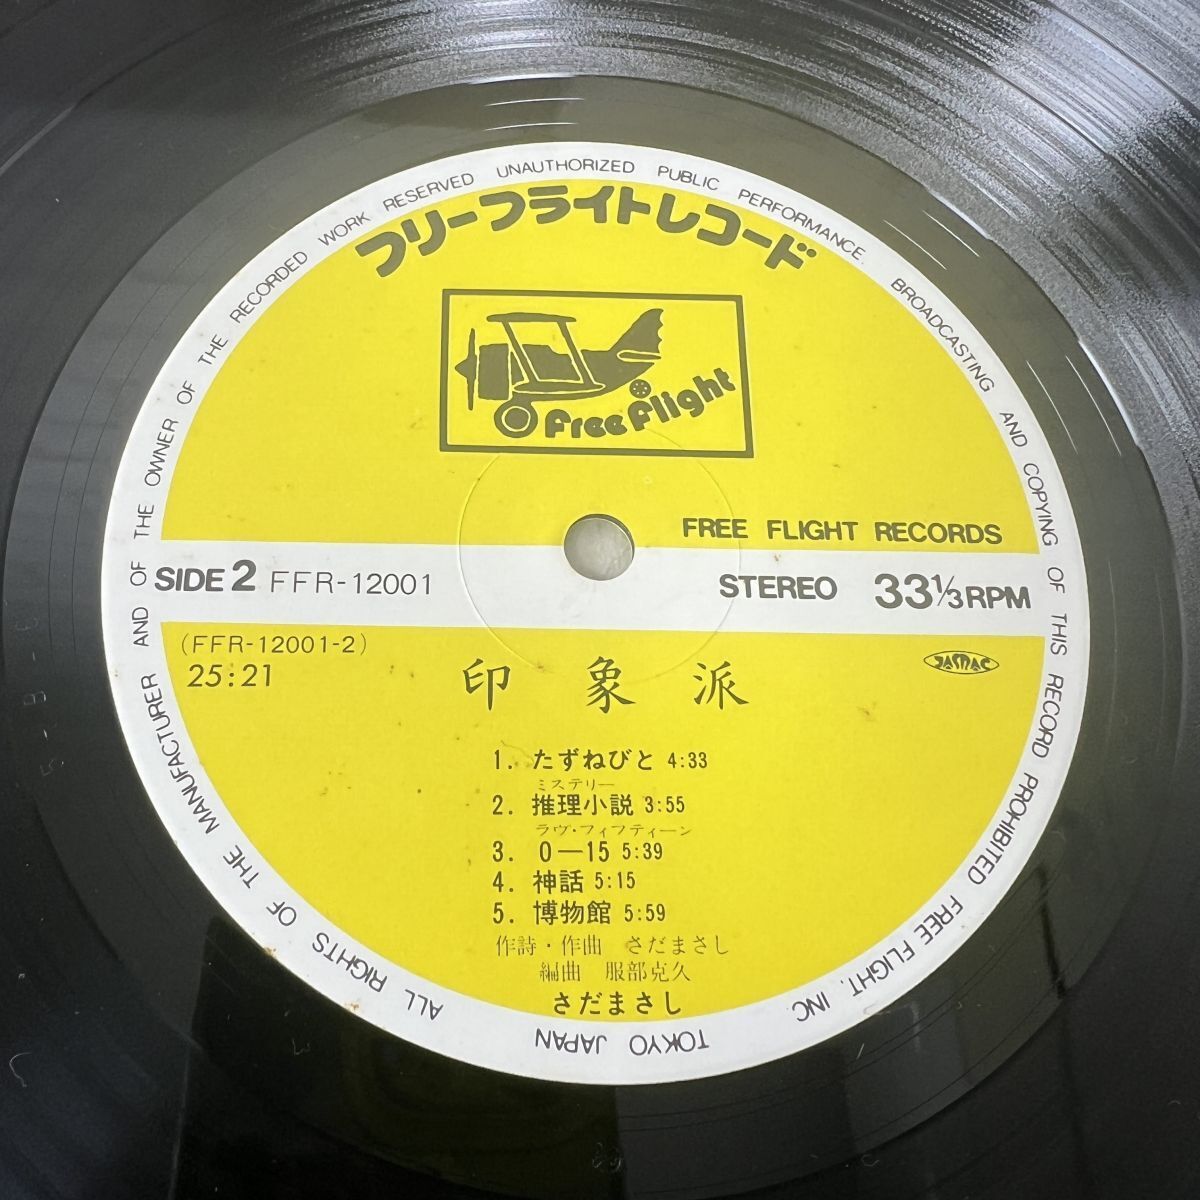 ALL RIGHTS OF THE MANUFACTURER AND OF THE OWNER OF THE RECORDED WORK RESERVED UNAUTHORIZED PUBLIC PERFORMANCE. BROADCASTING AND COPYING OF THIS RECORD PROHIBITED FREE FLIGHT, INC. TOKYO JAPAN
フリーフライトレコード
free flight
FREE FLIGHT RECORDS
SIDE 2 FFR-12001 STEREO 33 1/3 RPM
(FFR-12001-2)
25:21
JASRAC
印象派
1. たずねびと 4:33
ミステリー
2. 推理小説 3:55
ラヴ・フィフティーン
3. 0—15 5:39
4. 神話 5:15
5. 博物館 5:59
作詩・作曲 さだまさし
編曲 服部克久
さだまさし